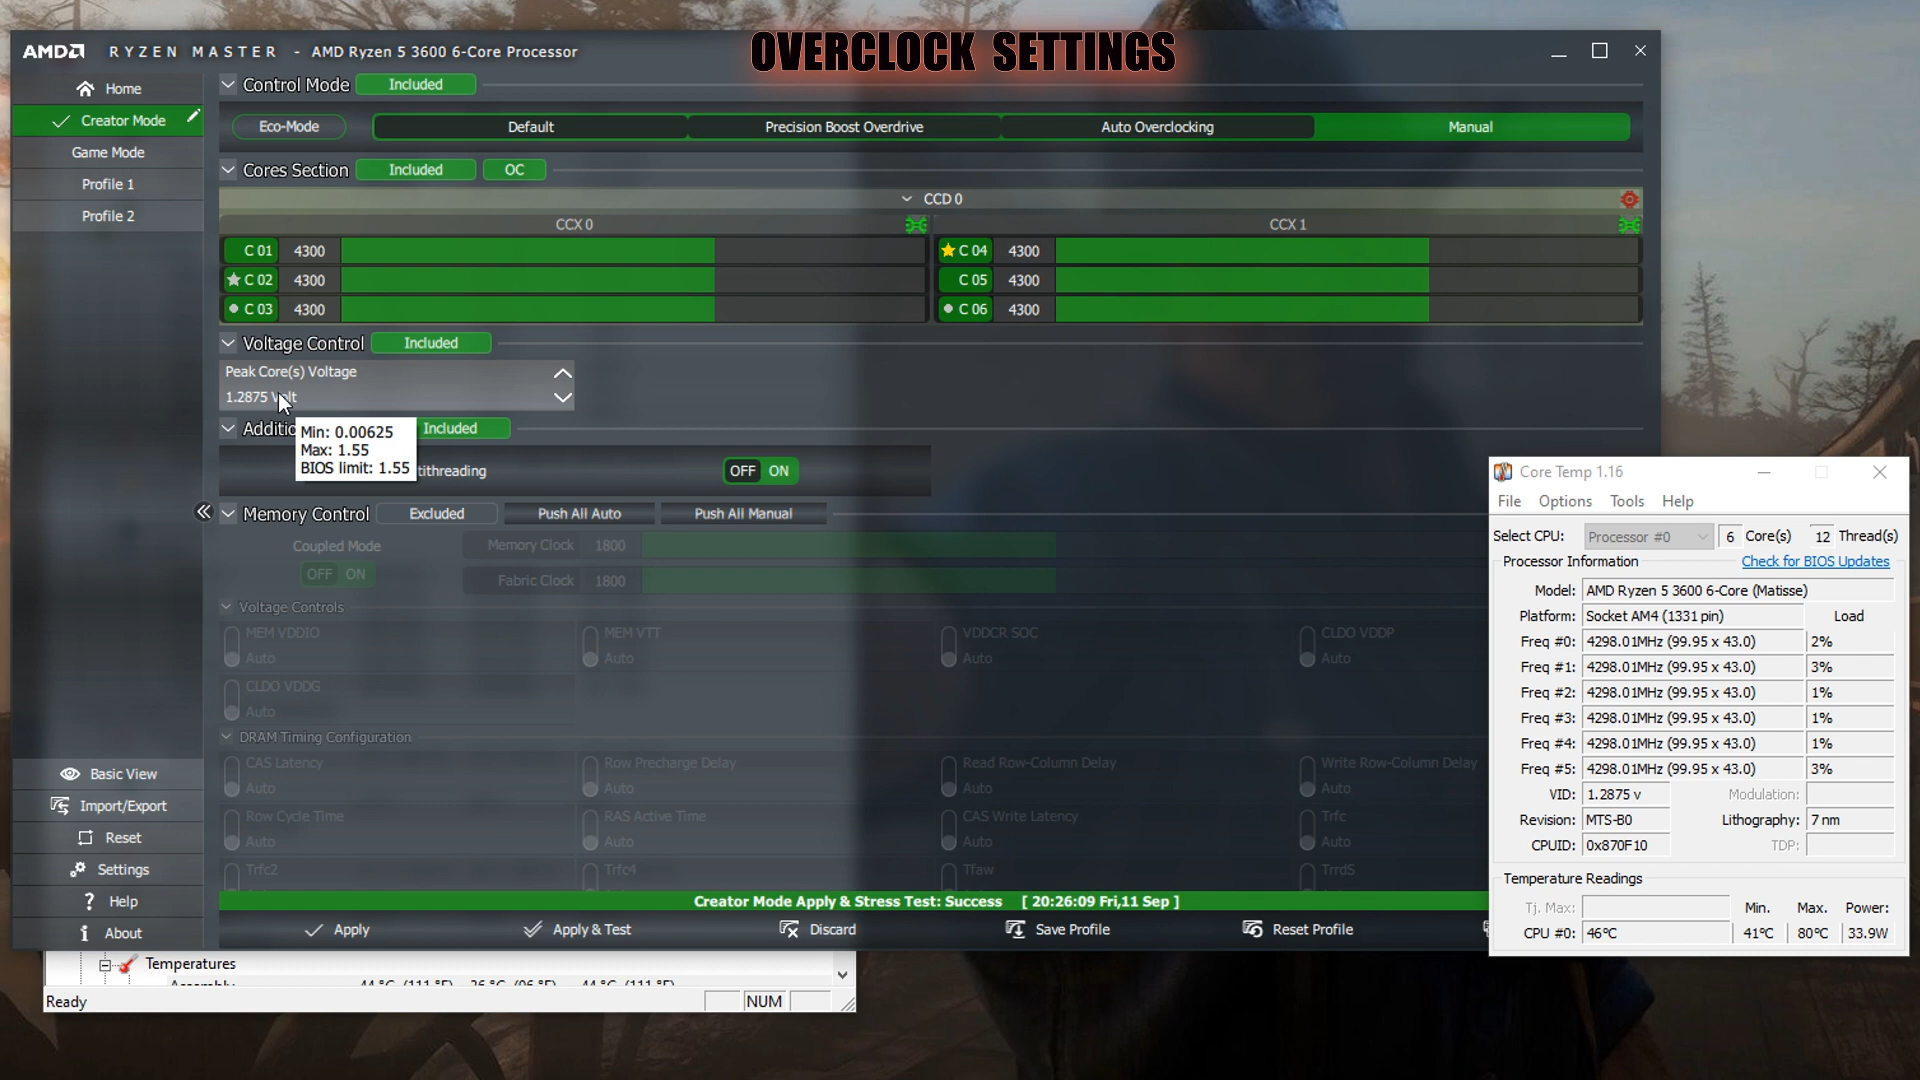 OVERCLOCK SETTINGS
AMD RYZEN MASTER - AMD Ryzen 5 3600 6-Core Processor
Home
Creator Mode
Game Mode
Profile 1
Profile 2
Control Mode Included
Eco-Mode Default Precision Boost Overdrive Auto Overclocking Manual
Cores Section Included OC
CCD 0
CCX 0 CCX 1
C 01 4300 C 04 4300
C 02 4300 C 05 4300
C 03 4300 C 06 4300
Voltage Control Included
Peak Core(s) Voltage
1.2875
Included
Min: 0.00625
Max: 1.55
BIOS limit: 1.55
OFF ON
Memory Control Excluded Push All Auto Push All Manual
Coupled Mode Memory Clock 1800
OFF ON Fabric Clock 1800
Voltage Controls
MEM VDDIO MEM VTT VDDCR SOC CLDO VDDP
Auto Auto Auto Auto
CLDO VDDG
Auto
DRAM Timing Configuration
CAS Latency Row Precharge Delay Read Row-Column Delay Write Row-Column Delay
Auto Auto Auto Auto
Row Cycle Time RAS Active Time CAS Write Latency Trfc
Auto Auto Auto Auto
Trfc2 Trfc4 Tfaw TrrdS
Creator Mode Apply & Stress Test: Success [ 20:26:09 Fri,11 Sep ]
Apply Apply & Test Discard Save Profile Reset Profile
Basic View
Import/Export
Reset
Settings
Help
About
Temperatures
Ready NUM
Core Temp 1.16
File Options Tools Help
Select CPU: Processor #0 6 Core(s) 12 Thread(s)
Processor Information Check for BIOS Updates
Model: AMD Ryzen 5 3600 6-Core (Matisse)
Platform: Socket AM4 (1331 pin) Load
Freq #0: 4298.01MHz (99.95 x 43.0) 2%
Freq #1: 4298.01MHz (99.95 x 43.0) 3%
Freq #2: 4298.01MHz (99.95 x 43.0) 1%
Freq #3: 4298.01MHz (99.95 x 43.0) 1%
Freq #4: 4298.01MHz (99.95 x 43.0) 1%
Freq #5: 4298.01MHz (99.95 x 43.0) 3%
VID: 1.2875 v Modulation:
Revision: MTS-B0 Lithography: 7 nm
CPUID: 0x870F10 TDP:
Temperature Readings
Tj. Max: Min. Max. Power:
CPU #0: 46°C 41°C 80°C 33.9W